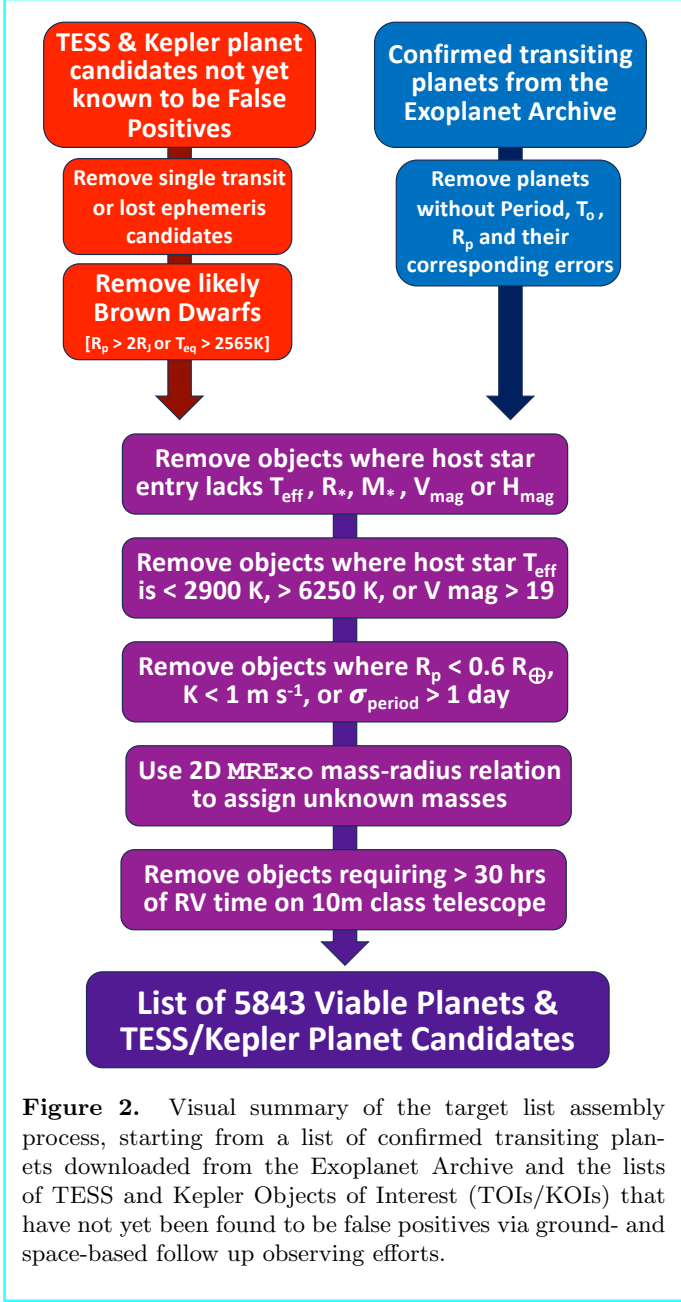 TESS & Kepler planet
candidates not yet
known to be False
Positives
Remove single transit
or lost ephemeris
candidates
Remove likely
Brown Dwarfs
[Rₚ > 2Rⱼ or T_eq > 2565K]
Confirmed transiting
planets from the
Exoplanet Archive
Remove planets
without Period, Tₒ ,
Rₚ and their
corresponding errors
Remove objects where host star
entry lacks T_eff , R*, M* , V_mag or H_mag
Remove objects where host star T_eff
is < 2900 K, > 6250 K, or V mag > 19
Remove objects where Rₚ < 0.6 R⊕,
K < 1 m s⁻¹, or σ_period > 1 day
Use 2D MRExo mass-radius relation
to assign unknown masses
Remove objects requiring > 30 hrs
of RV time on 10m class telescope
List of 5843 Viable Planets &
TESS/Kepler Planet Candidates
Figure 2. Visual summary of the target list assembly
process, starting from a list of confirmed transiting plan-
ets downloaded from the Exoplanet Archive and the lists
of TESS and Kepler Objects of Interest (TOIs/KOIs) that
have not yet been found to be false positives via ground- and
space-based follow up observing efforts.